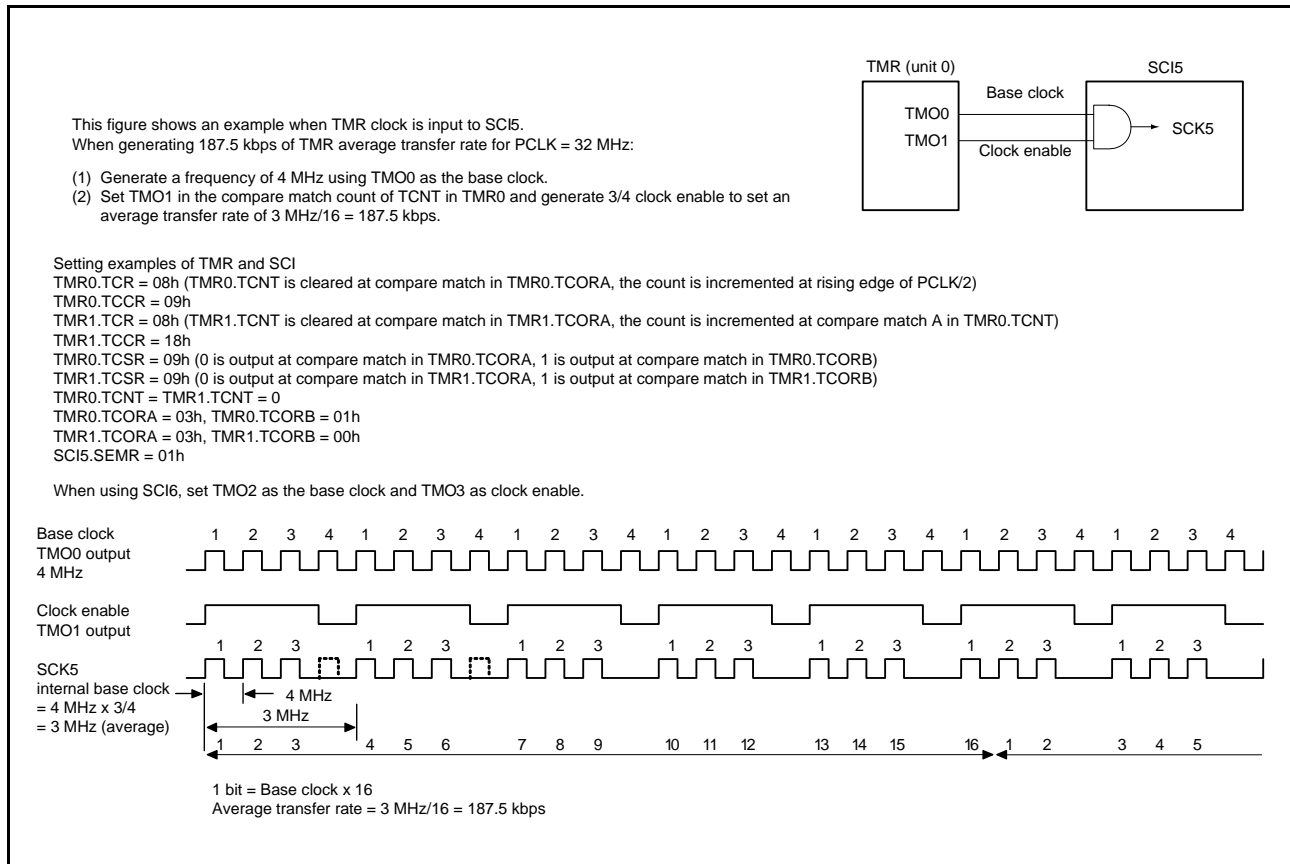 TMR (unit 0)
SCI5
Base clock
TMO0
TMO1
Clock enable
SCK5
This figure shows an example when TMR clock is input to SCI5.
When generating 187.5 kbps of TMR average transfer rate for PCLK = 32 MHz:
(1) Generate a frequency of 4 MHz using TMO0 as the base clock.
(2) Set TMO1 in the compare match count of TCNT in TMR0 and generate 3/4 clock enable to set an
average transfer rate of 3 MHz/16 = 187.5 kbps.
Setting examples of TMR and SCI
TMR0.TCR = 08h (TMR0.TCNT is cleared at compare match in TMR0.TCORA, the count is incremented at rising edge of PCLK/2)
TMR0.TCCR = 09h
TMR1.TCR = 08h (TMR1.TCNT is cleared at compare match in TMR1.TCORA, the count is incremented at compare match A in TMR0.TCNT)
TMR1.TCCR = 18h
TMR0.TCSR = 09h (0 is output at compare match in TMR0.TCORA, 1 is output at compare match in TMR0.TCORB)
TMR1.TCSR = 09h (0 is output at compare match in TMR1.TCORA, 1 is output at compare match in TMR1.TCORB)
TMR0.TCNT = TMR1.TCNT = 0
TMR0.TCORA = 03h, TMR0.TCORB = 01h
TMR1.TCORA = 03h, TMR1.TCORB = 00h
SCI5.SEMR = 01h
When using SCI6, set TMO2 as the base clock and TMO3 as clock enable.
Base clock
TMO0 output
4 MHz
1 2 3 4 1 2 3 4 1 2 3 4 1 2 3 4 1 2 3 4 1 2 3 4 1 2 3 4
Clock enable
TMO1 output
1 2 3 1 2 3 1 2 3 1 2 3 1 2 3 1 2 3 1 2 3
SCK5
internal base clock
= 4 MHz x 3/4
= 3 MHz (average)
4 MHz
3 MHz
1 2 3 4 5 6 7 8 9 10 11 12 13 14 15 16 1 2 3 4 5
1 bit = Base clock x 16
Average transfer rate = 3 MHz/16 = 187.5 kbps